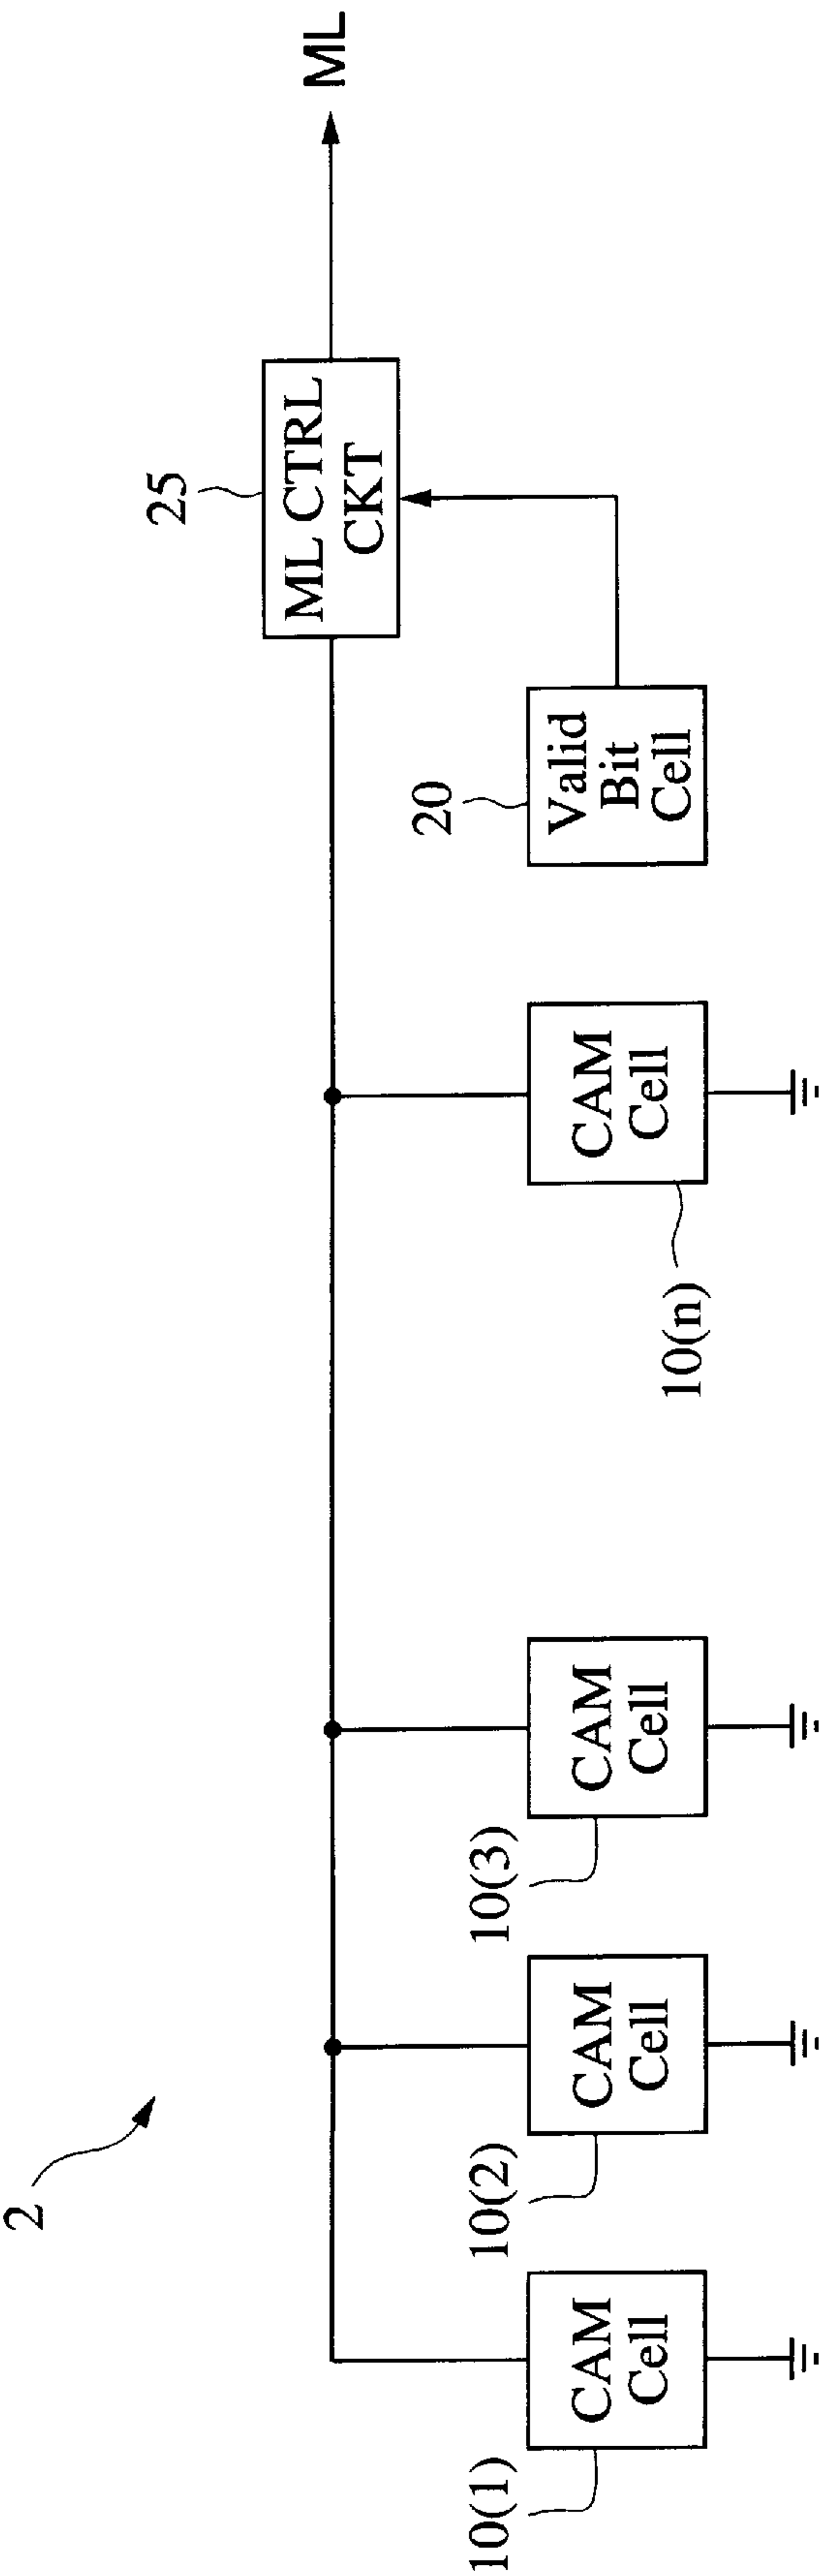 2
25
ML CTRL
CKT
ML
10(1)
CAM
Cell
10(2)
CAM
Cell
10(3)
CAM
Cell
10(n)
CAM
Cell
20
Valid
Bit
Cell